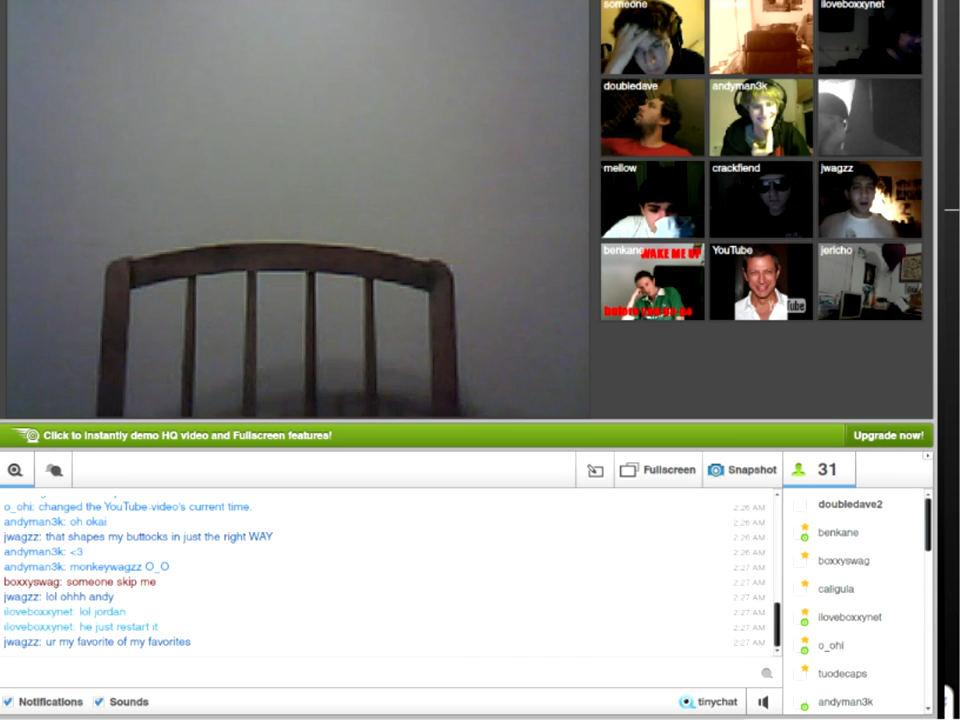 someone
iloveboxxynet
doubledave
andyman3k
mellow
crackfiend
jwagzz
benkane
WAKE ME UP
before you go go
YouTube
Tube
jericho
Click to instantly demo HQ video and Fullscreen features!
Upgrade now!
Fullscreen
Snapshot
31
o_ohi: changed the YouTube-video's current time.
2:26 AM
andyman3k: oh okai
2:26 AM
jwagzz: that shapes my buttocks in just the right WAY
2:26 AM
andyman3k: <3
2:26 AM
andyman3k: monkeywagzz O_O
2:27 AM
boxxyswag: someone skip me
2:27 AM
jwagzz: lol ohhh andy
2:27 AM
iloveboxxynet: lol jordan
2:27 AM
iloveboxxynet: he just restart it
2:27 AM
jwagzz: ur my favorite of my favorites
2:27 AM
doubledave2
benkane
boxxyswag
caligula
iloveboxxynet
o_ohi
tuodecaps
andyman3k
Notifications
Sounds
tinychat